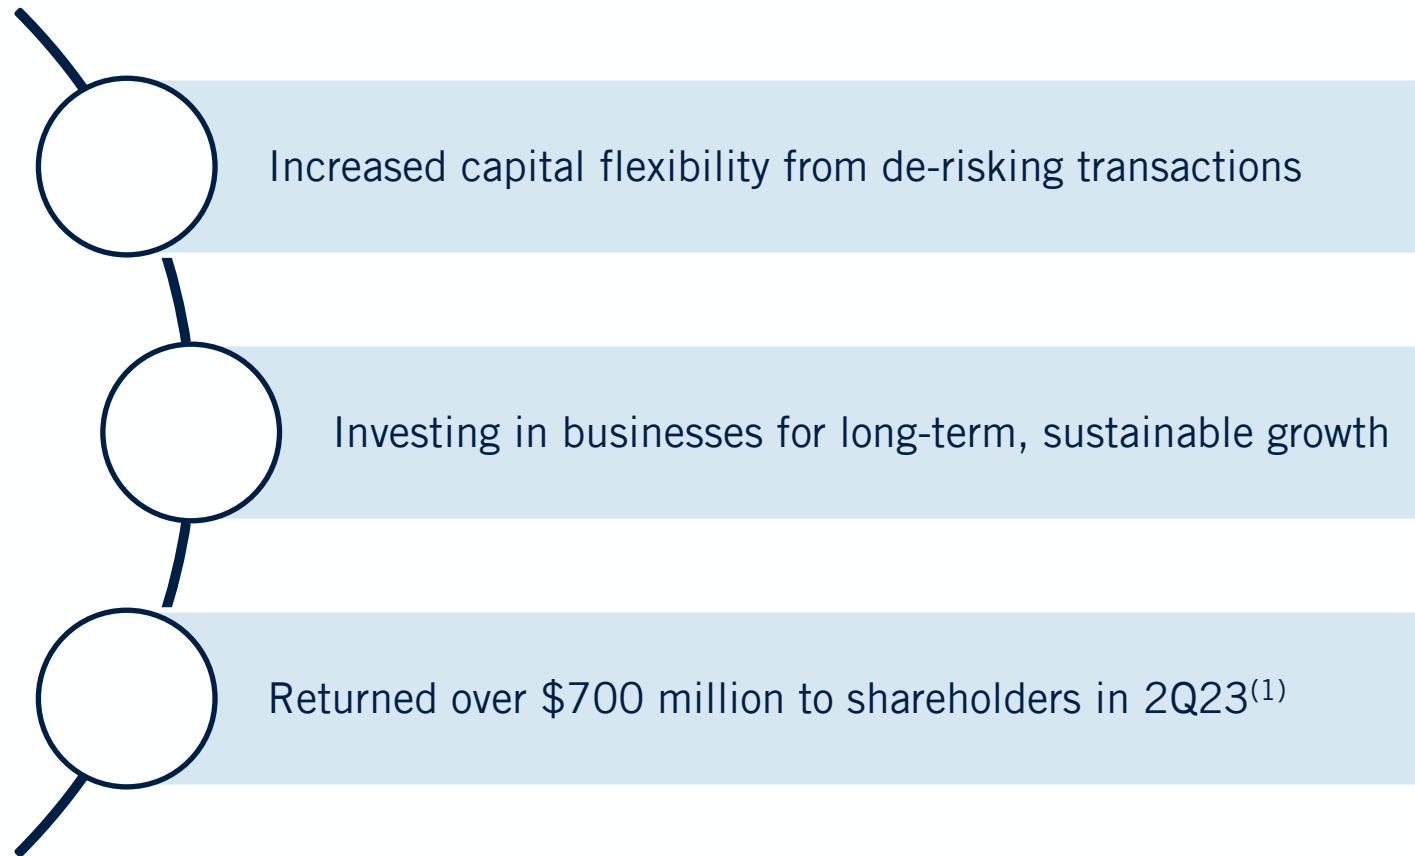 Increased capital flexibility from de-risking transactions
Investing in businesses for long-term, sustainable growth
Returned over $700 million to shareholders in 2Q23(1)